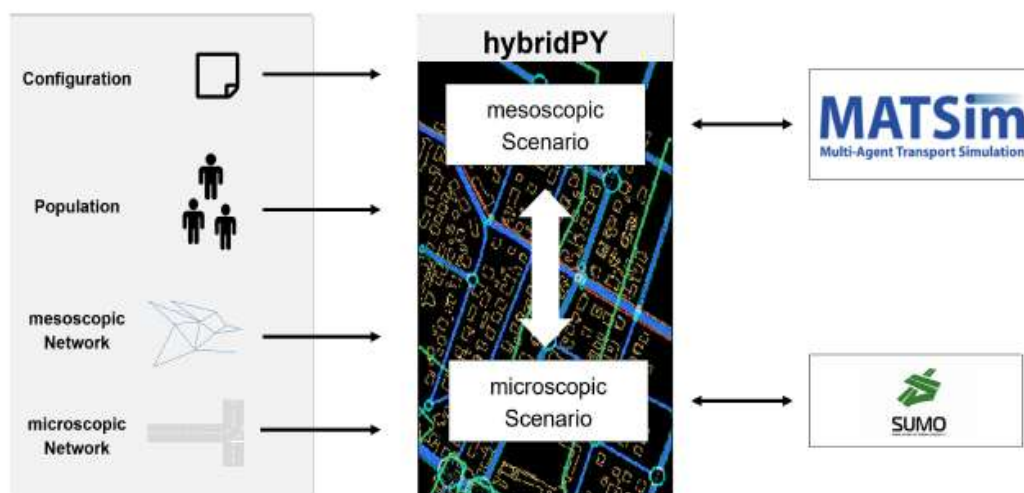 Configuration
Population
mesoscopic
Network
microscopic
Network
hybridPY
mesoscopic
Scenario
microscopic
Scenario
MATSim
Multi-Agent Transport Simulation
SUMO